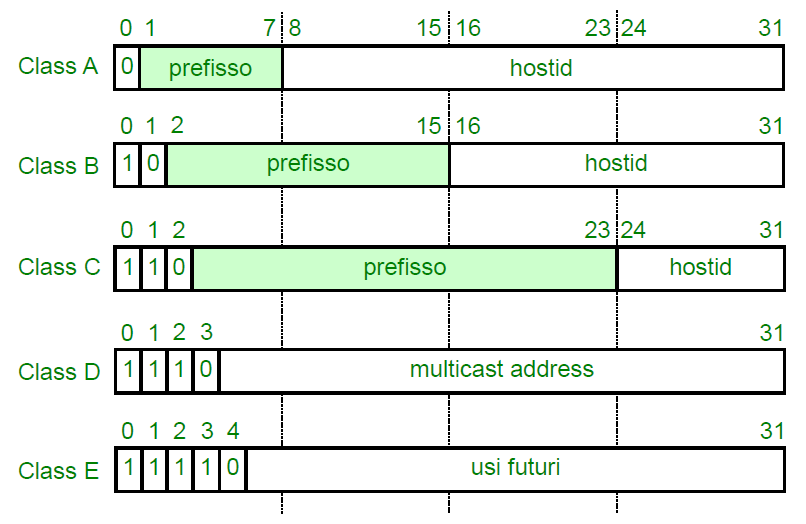 0 1 7 8 15 16 23 24 31
Class A 0 prefisso hostid
0 1 2 15 16 31
Class B 1 0 prefisso hostid
0 1 2 23 24 31
Class C 1 1 0 prefisso hostid
0 1 2 3 31
Class D 1 1 1 0 multicast address
0 1 2 3 4 31
Class E 1 1 1 1 0 usi futuri